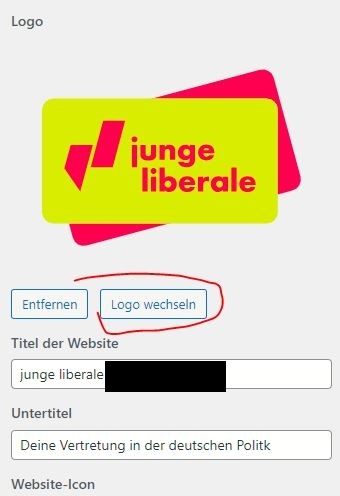 Logo
junge
liberale
Entfernen Logo wechseln
Titel der Website
junge liberale
Untertitel
Deine Vertretung in der deutschen Politk
Website-Icon